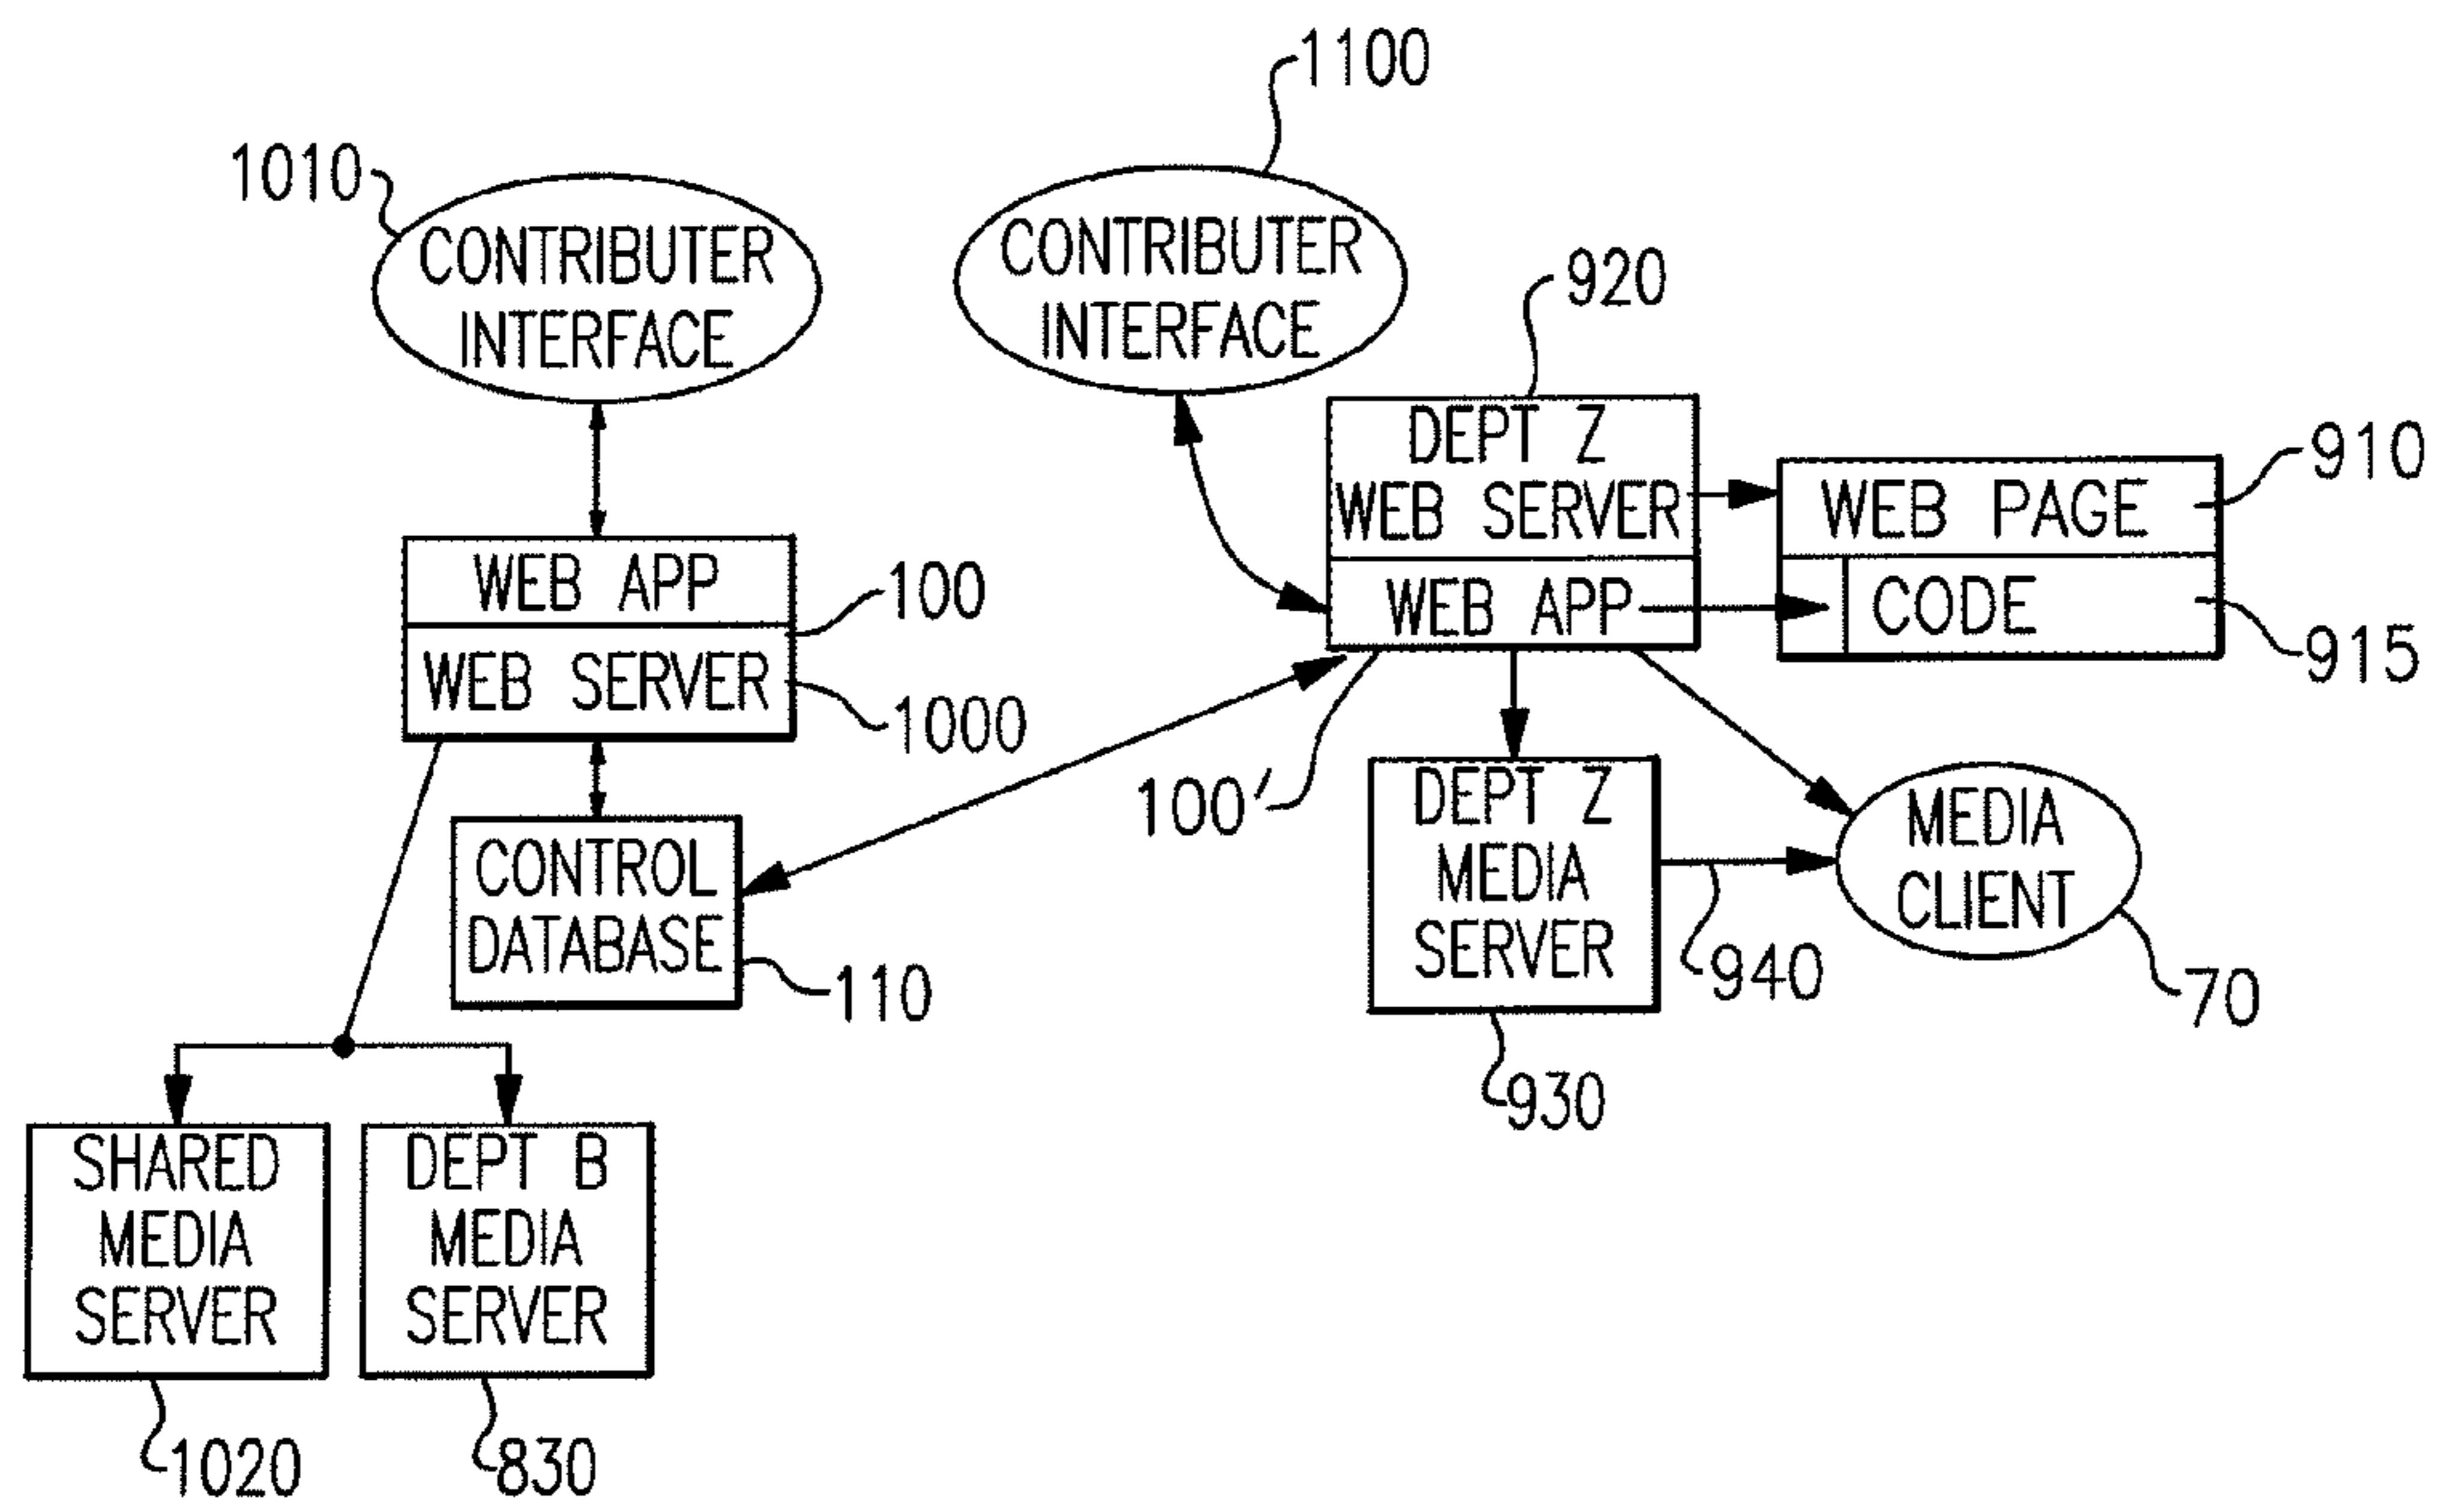 1100
1010
CONTRIBUTER
INTERFACE
CONTRIBUTER
INTERFACE
920
DEPT Z
WEB SERVER
WEB APP
WEB PAGE
CODE
910
915
WEB APP
WEB SERVER
100
1000
CONTROL
DATABASE
110
100'
DEPT Z
MEDIA
SERVER
930
940
MEDIA
CLIENT
70
SHARED
MEDIA
SERVER
1020
DEPT B
MEDIA
SERVER
830